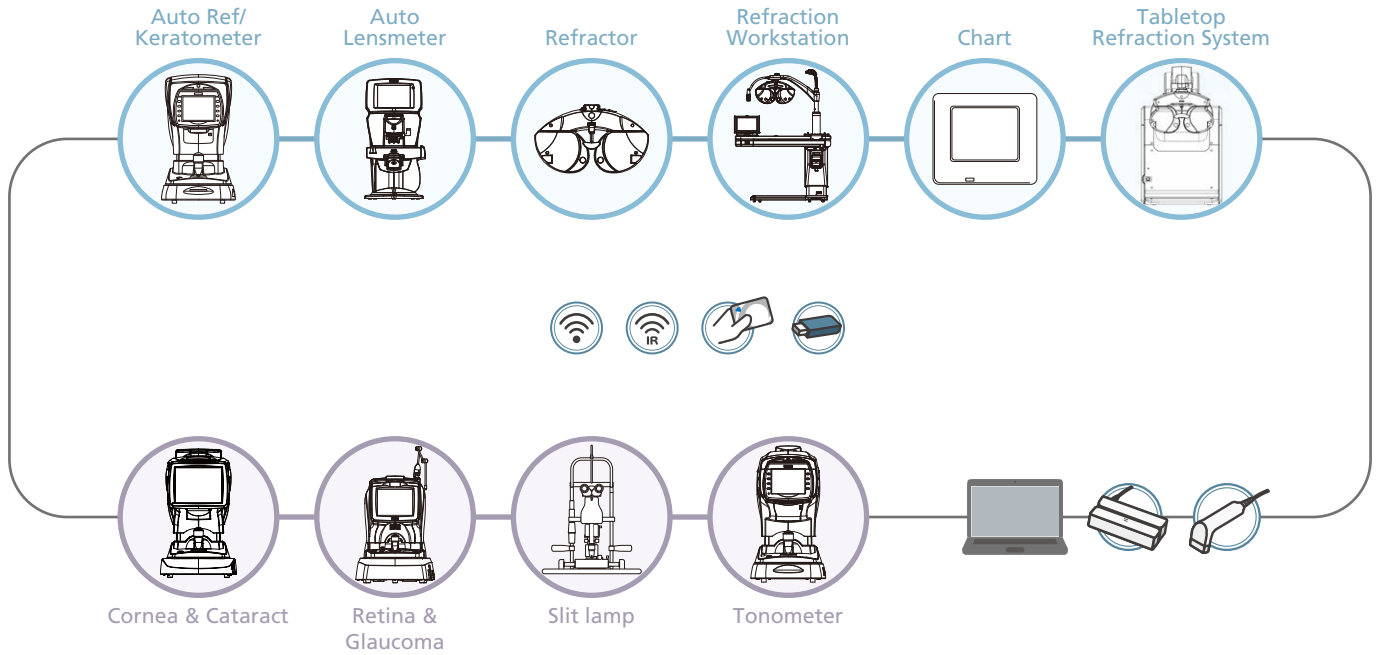 Auto Ref/
Keratometer
Auto
Lensmeter
Refractor
Refraction
Workstation
Chart
Tabletop
Refraction System
IR
Cornea & Cataract
Retina &
Glaucoma
Slit lamp
Tonometer